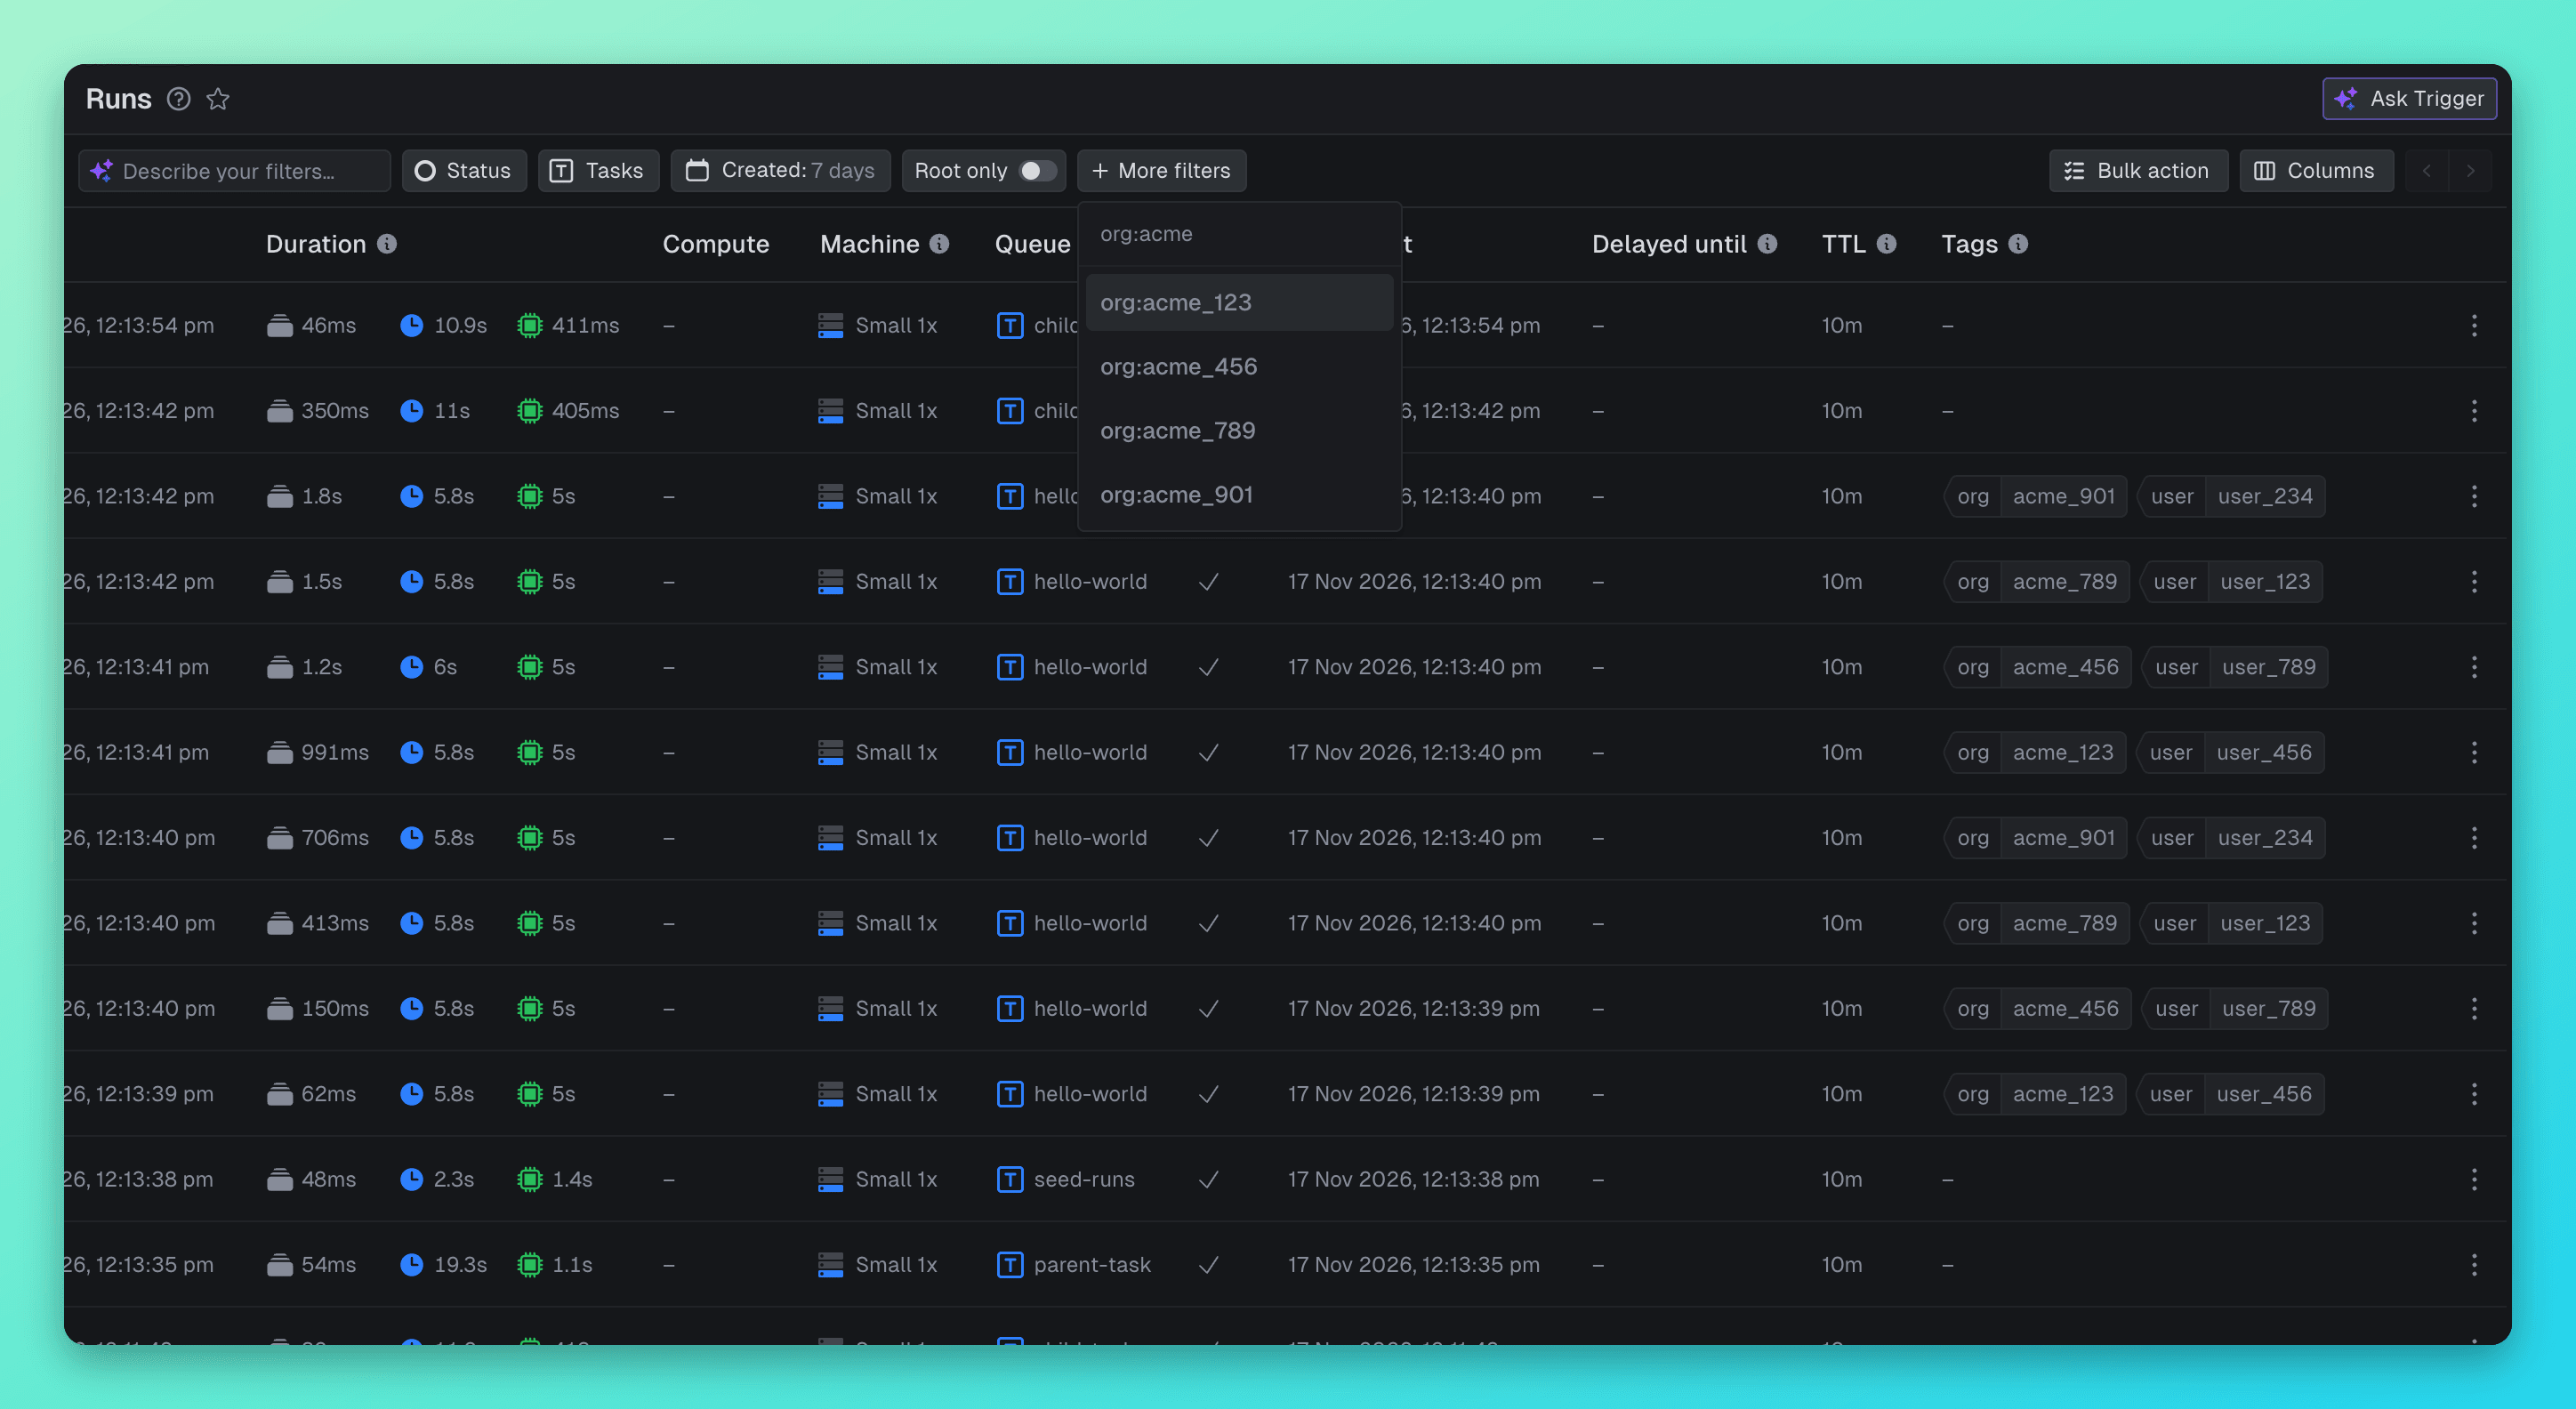 Runs Ask Trigger
Describe your filters... Status Tasks Created: 7 days Root only + More filters Bulk action Columns
Duration Compute Machine Queue t Delayed until TTL Tags
org:acme
org:acme_123
org:acme_456
org:acme_789
org:acme_901
26, 12:13:54 pm 46ms 10.9s 411ms – Small 1x child 6, 12:13:54 pm – 10m –
26, 12:13:42 pm 350ms 11s 405ms – Small 1x child 6, 12:13:42 pm – 10m –
26, 12:13:42 pm 1.8s 5.8s 5s – Small 1x hello 6, 12:13:40 pm – 10m org acme_901 user user_234
26, 12:13:42 pm 1.5s 5.8s 5s – Small 1x hello-world 17 Nov 2026, 12:13:40 pm – 10m org acme_789 user user_123
26, 12:13:41 pm 1.2s 6s 5s – Small 1x hello-world 17 Nov 2026, 12:13:40 pm – 10m org acme_456 user user_789
26, 12:13:41 pm 991ms 5.8s 5s – Small 1x hello-world 17 Nov 2026, 12:13:40 pm – 10m org acme_123 user user_456
26, 12:13:40 pm 706ms 5.8s 5s – Small 1x hello-world 17 Nov 2026, 12:13:40 pm – 10m org acme_901 user user_234
26, 12:13:40 pm 413ms 5.8s 5s – Small 1x hello-world 17 Nov 2026, 12:13:40 pm – 10m org acme_789 user user_123
26, 12:13:40 pm 150ms 5.8s 5s – Small 1x hello-world 17 Nov 2026, 12:13:39 pm – 10m org acme_456 user user_789
26, 12:13:39 pm 62ms 5.8s 5s – Small 1x hello-world 17 Nov 2026, 12:13:39 pm – 10m org acme_123 user user_456
26, 12:13:38 pm 48ms 2.3s 1.4s – Small 1x seed-runs 17 Nov 2026, 12:13:38 pm – 10m –
26, 12:13:35 pm 54ms 19.3s 1.1s – Small 1x parent-task 17 Nov 2026, 12:13:35 pm – 10m –